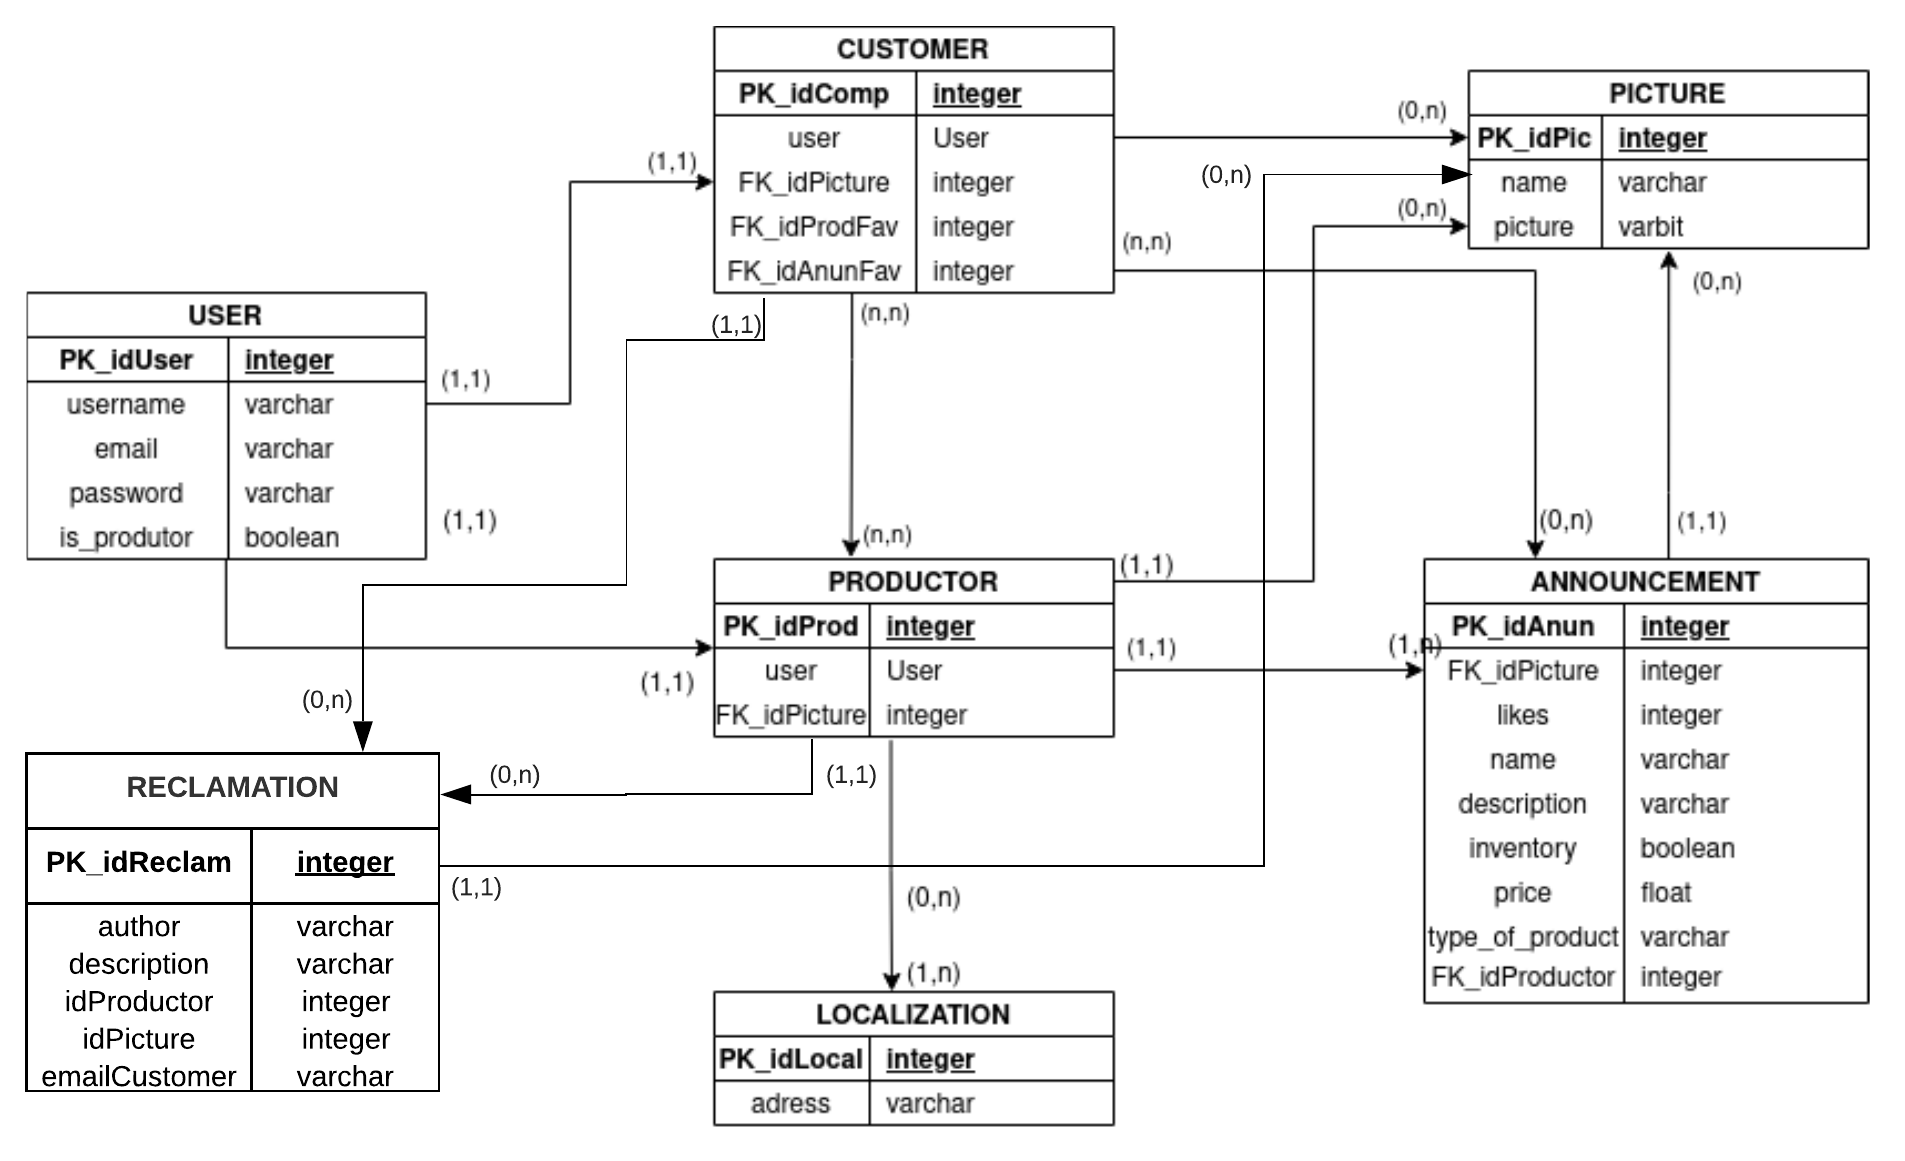 CUSTOMER
PK_idComp integer
user User
FK_idPicture integer
FK_idProdFav integer
FK_idAnunFav integer
PICTURE
PK_idPic integer
name varchar
picture varbit
(0,n)
(0,n)
(0,n)
(0,n)
(1,1)
(n,n)
(n,n)
(1,1)
USER
PK_idUser integer
username varchar
email varchar
password varchar
is_produtor boolean
(1,1)
(1,1)
(n,n)
(0,n)
(1,1)
PRODUCTOR
PK_idProd integer
user User
FK_idPicture integer
(1,1)
(1,1)
(1,n)
(1,1)
ANNOUNCEMENT
PK_idAnun integer
FK_idPicture integer
likes integer
name varchar
description varchar
inventory boolean
price float
type_of_product varchar
FK_idProductor integer
(0,n)
(0,n)
(1,1)
RECLAMATION
PK_idReclam integer
author varchar
description varchar
idProductor integer
idPicture integer
emailCustomer varchar
(1,1)
(0,n)
(1,n)
LOCALIZATION
PK_idLocal integer
adress varchar